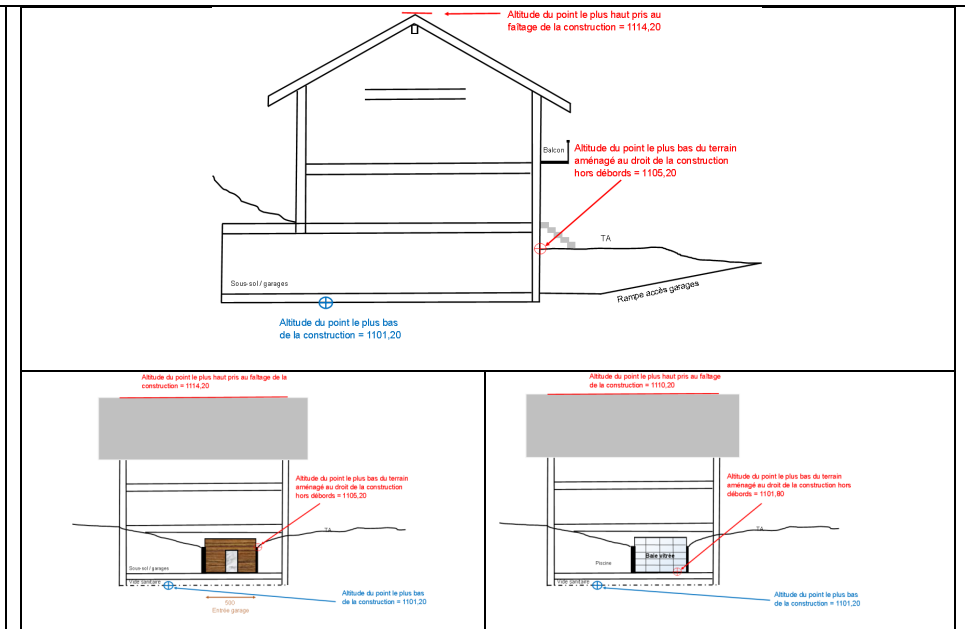 Altitude du point le plus haut pris au
faîtage de la construction = 1114,20
Balcon
Altitude du point le plus bas du terrain
aménagé au droit de la construction
hors débords = 1105,20
TA
Sous-sol / garages
Rampe accès garages
Altitude du point le plus bas
de la construction = 1101,20
Altitude du point le plus haut pris au faîtage de la
construction = 1114,20
Altitude du point le plus bas du terrain
aménagé au droit de la construction
hors débords = 1105,20
TA
Sous-sol / garages
Vide sanitaire
Altitude du point le plus bas
de la construction = 1101,20
500
Entrée garage
Altitude du point le plus haut pris au faîtage
de la construction = 1110,20
Altitude du point le plus bas du terrain
aménagé au droit de la construction hors
débords = 1101,80
TA
Baie vitrée
Piscine
Vide sanitaire
Altitude du point le plus bas
de la construction = 1101,20